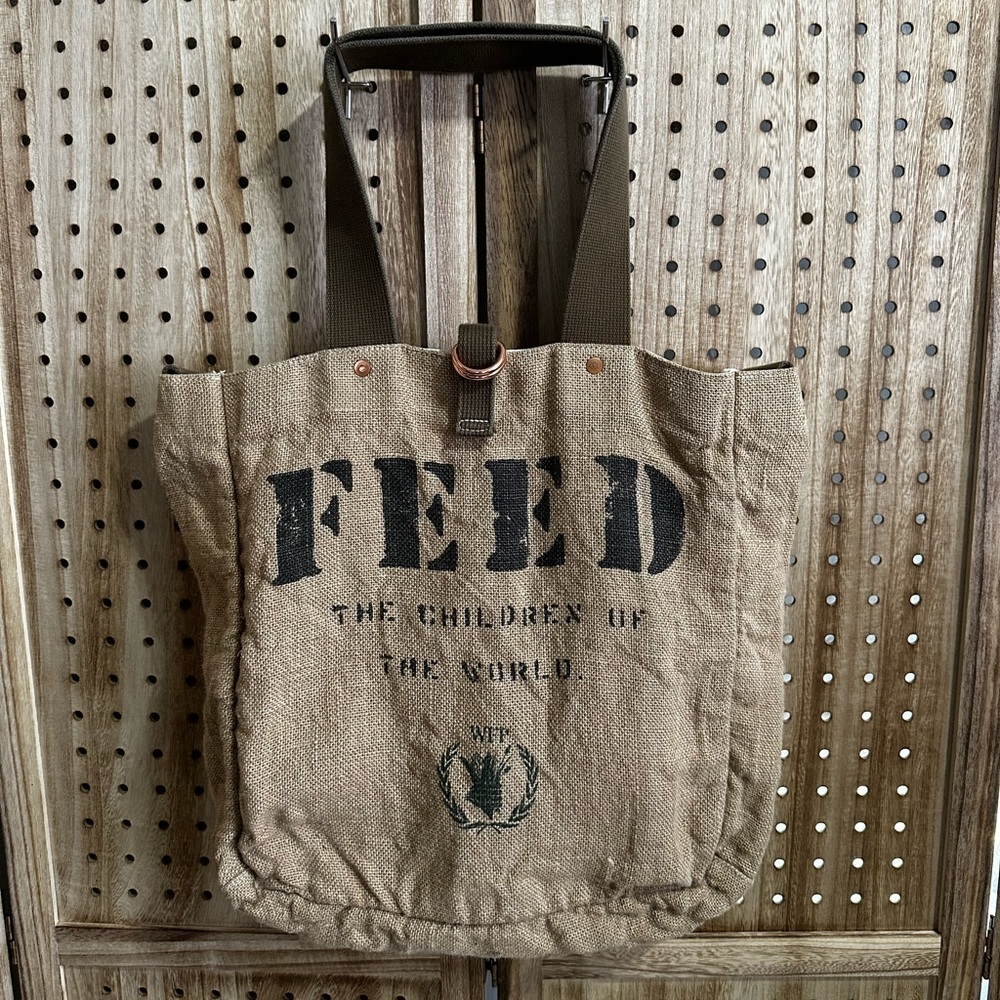 FEED
THE CHILDREN OF
THE WORLD.
WFP